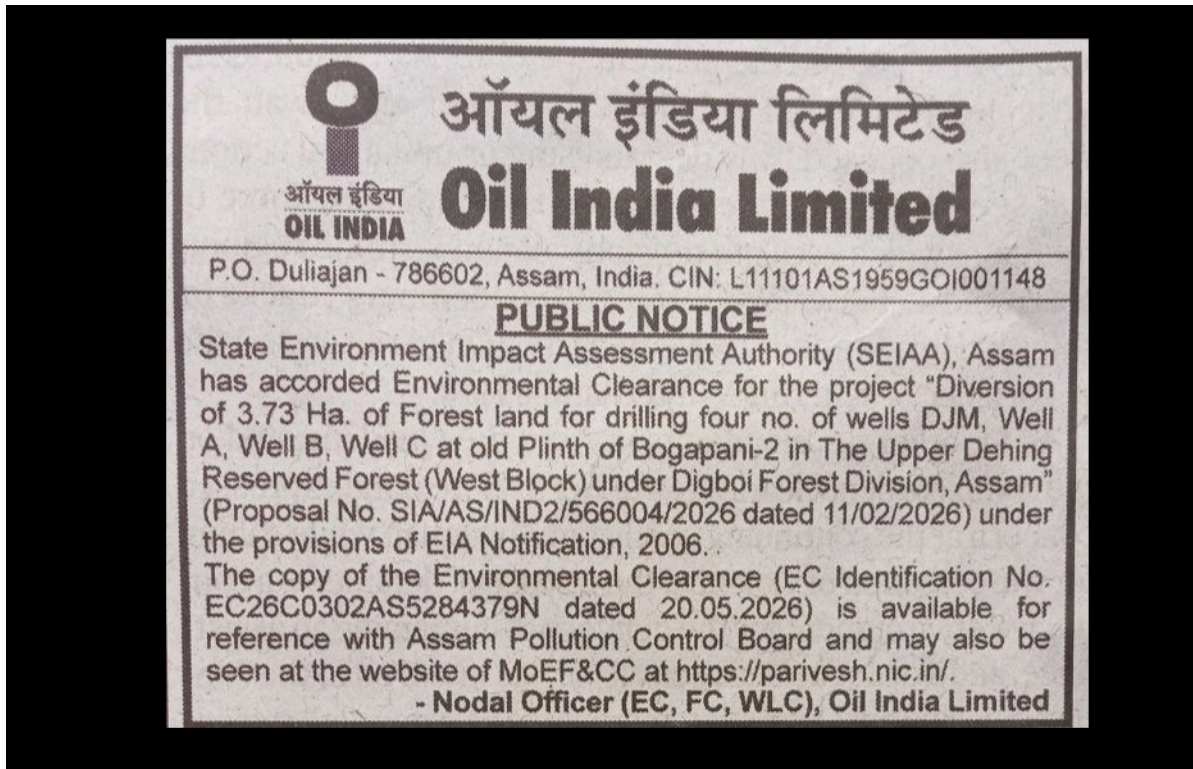 ऑयल इंडिया
OIL INDIA
ऑयल इंडिया लिमिटेड
Oil India Limited
P.O. Duliajan - 786602, Assam, India. CIN: L11101AS1959GOI001148
PUBLIC NOTICE
State Environment Impact Assessment Authority (SEIAA), Assam
has accorded Environmental Clearance for the project “Diversion
of 3.73 Ha. of Forest land for drilling four no. of wells DJM, Well
A, Well B, Well C at old Plinth of Bogapani-2 in The Upper Dehing
Reserved Forest (West Block) under Digboi Forest Division, Assam”
(Proposal No. SIA/AS/IND2/566004/2026 dated 11/02/2026) under
the provisions of EIA Notification, 2006.
The copy of the Environmental Clearance (EC Identification No.
EC26C0302AS5284379N dated 20.05.2026) is available for
reference with Assam Pollution Control Board and may also be
seen at the website of MoEF&CC at https://parivesh.nic.in/.
- Nodal Officer (EC, FC, WLC), Oil India Limited